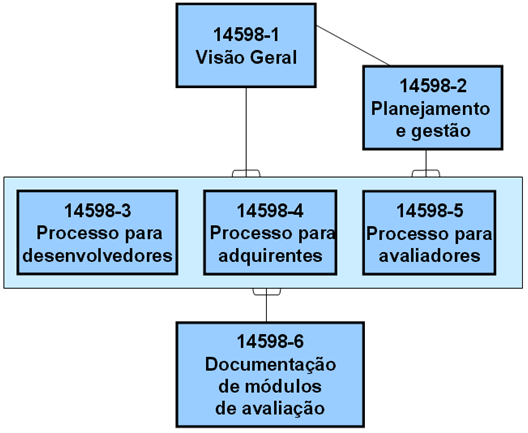 14598-1
Visão Geral
14598-2
Planejamento
e gestão
14598-3
Processo para
desenvolvedores
14598-4
Processo para
adquirentes
14598-5
Processo para
avaliadores
14598-6
Documentação
de módulos
de avaliação